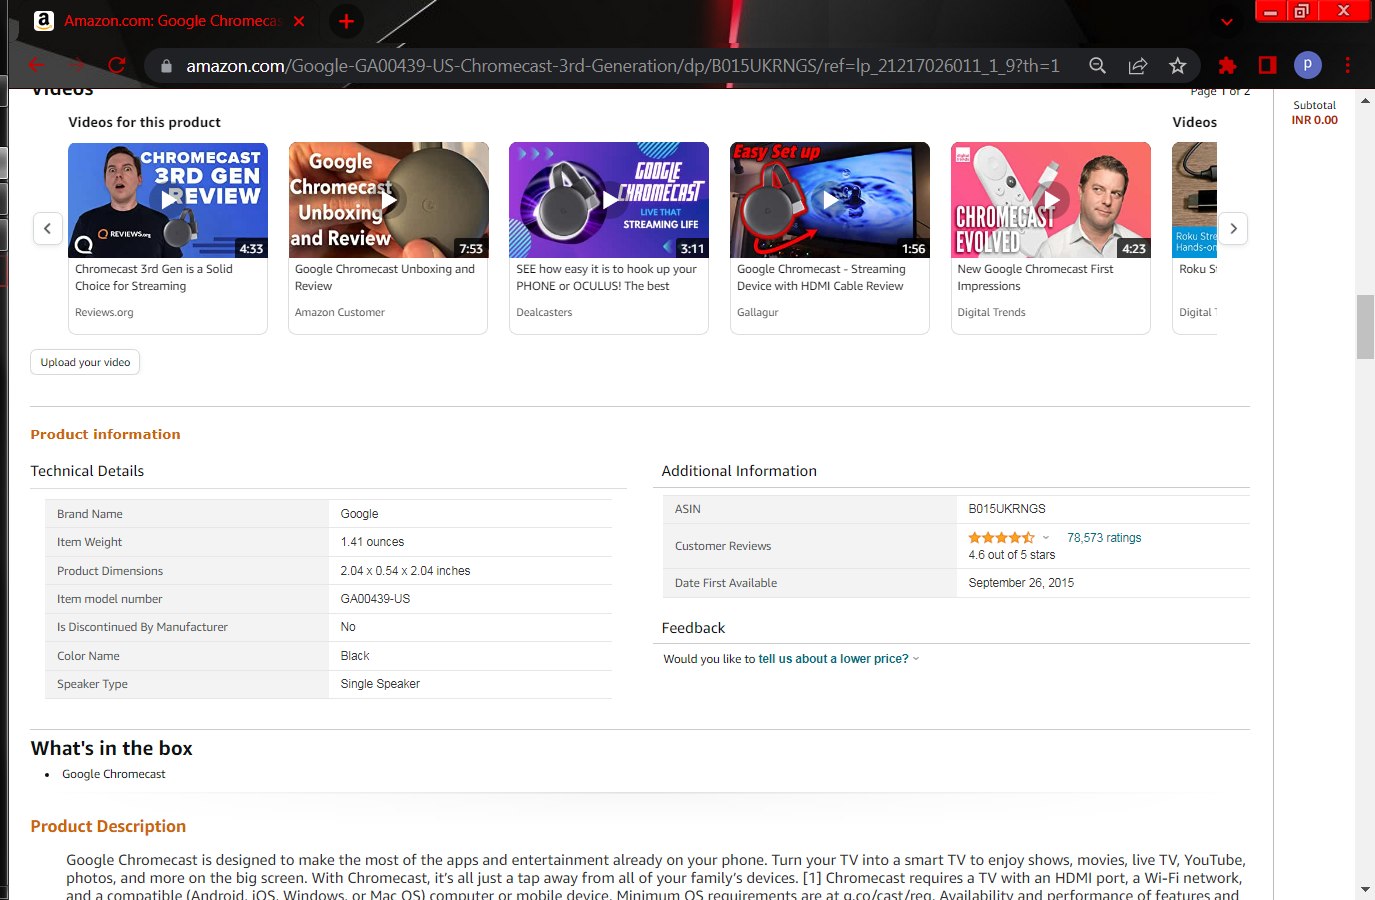 Amazon.com: Google Chromecas
amazon.com/Google-GA00439-US-Chromecast-3rd-Generation/dp/B015UKRNGS/ref=lp_21217026011_1_9?th=1
P
Videos
Page 1 of 2
Subtotal
INR 0.00
Videos for this product
Videos
CHROMECAST
3RD GEN
REVIEW
REVIEWS.org
4:33
Chromecast 3rd Gen is a Solid
Choice for Streaming
Reviews.org
Google
Chromecast
Unboxing
and Review
7:53
Google Chromecast Unboxing and
Review
Amazon Customer
GOOGLE
CHROMECAST
LIVE THAT
STREAMING LIFE
3:11
SEE how easy it is to hook up your
PHONE or OCULUS! The best
Dealcasters
Easy Set up
1:56
Google Chromecast - Streaming
Device with HDMI Cable Review
Gallagur
CHROMECAST
EVOLVED
4:23
New Google Chromecast First
Impressions
Digital Trends
Roku Stre
Hands-on
Roku St
Digital T
Upload your video
Product information
Technical Details
Brand Name Google
Item Weight 1.41 ounces
Product Dimensions 2.04 x 0.54 x 2.04 inches
Item model number GA00439-US
Is Discontinued By Manufacturer No
Color Name Black
Speaker Type Single Speaker
Additional Information
ASIN B015UKRNGS
Customer Reviews 78,573 ratings
4.6 out of 5 stars
Date First Available September 26, 2015
Feedback
Would you like to tell us about a lower price?
What's in the box
• Google Chromecast
Product Description
Google Chromecast is designed to make the most of the apps and entertainment already on your phone. Turn your TV into a smart TV to enjoy shows, movies, live TV, YouTube,
photos, and more on the big screen. With Chromecast, it's all just a tap away from all of your family's devices. [1] Chromecast requires a TV with an HDMI port, a Wi-Fi network,
and a compatible (Android, iOS, Windows, or Mac OS) computer or mobile device. Minimum OS requirements are at g.co/cast/req. Availability and performance of features and